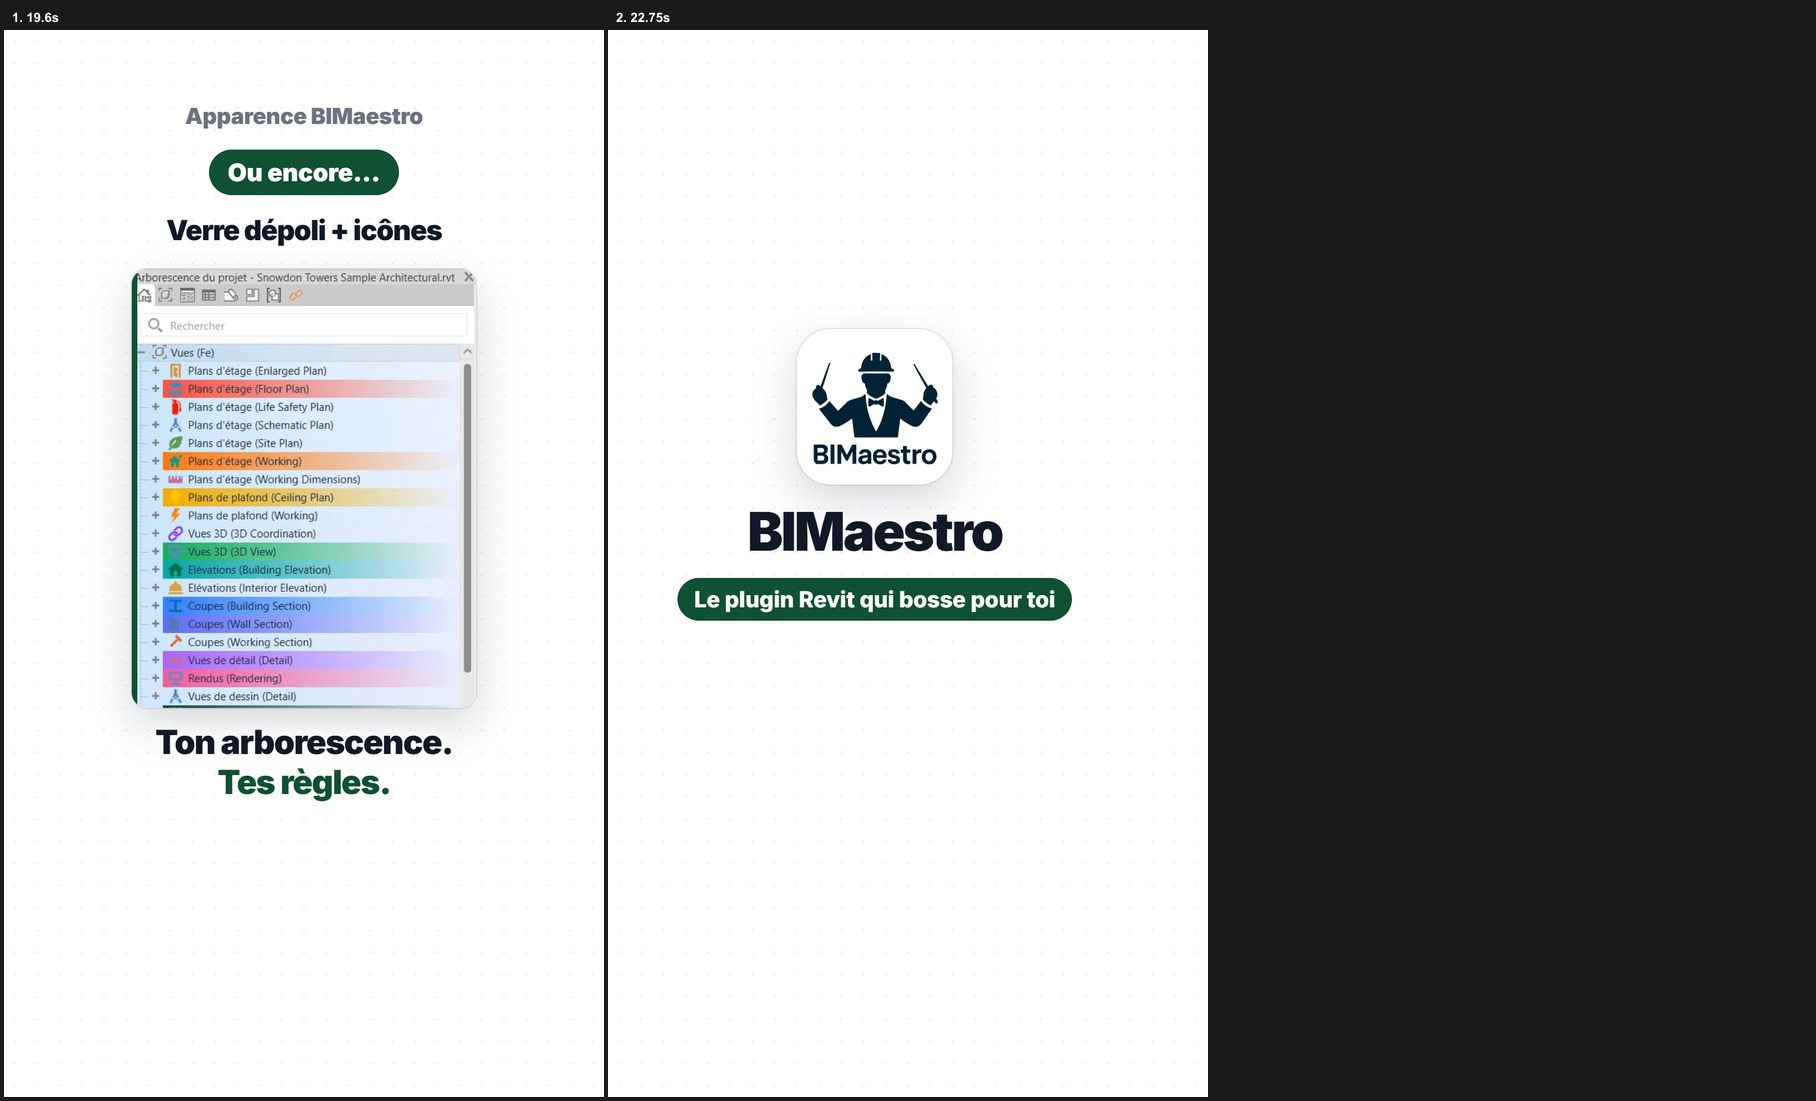 1. 19.6s
Apparence BIMaestro
Ou encore...
Verre dépoli + icônes
Arborescence du projet - Snowdon Towers Sample Architectural.rvt
Rechercher
Vues (Fe)
Plans d'étage (Enlarged Plan)
Plans d'étage (Floor Plan)
Plans d'étage (Life Safety Plan)
Plans d'étage (Schematic Plan)
Plans d'étage (Site Plan)
Plans d'étage (Working)
Plans d'étage (Working Dimensions)
Plans de plafond (Ceiling Plan)
Plans de plafond (Working)
Vues 3D (3D Coordination)
Vues 3D (3D View)
Elévations (Building Elevation)
Elévations (Interior Elevation)
Coupes (Building Section)
Coupes (Wall Section)
Coupes (Working Section)
Vues de détail (Detail)
Rendus (Rendering)
Vues de dessin (Detail)
Ton arborescence.
Tes règles.
2. 22.75s
BIMaestro
BIMaestro
Le plugin Revit qui bosse pour toi